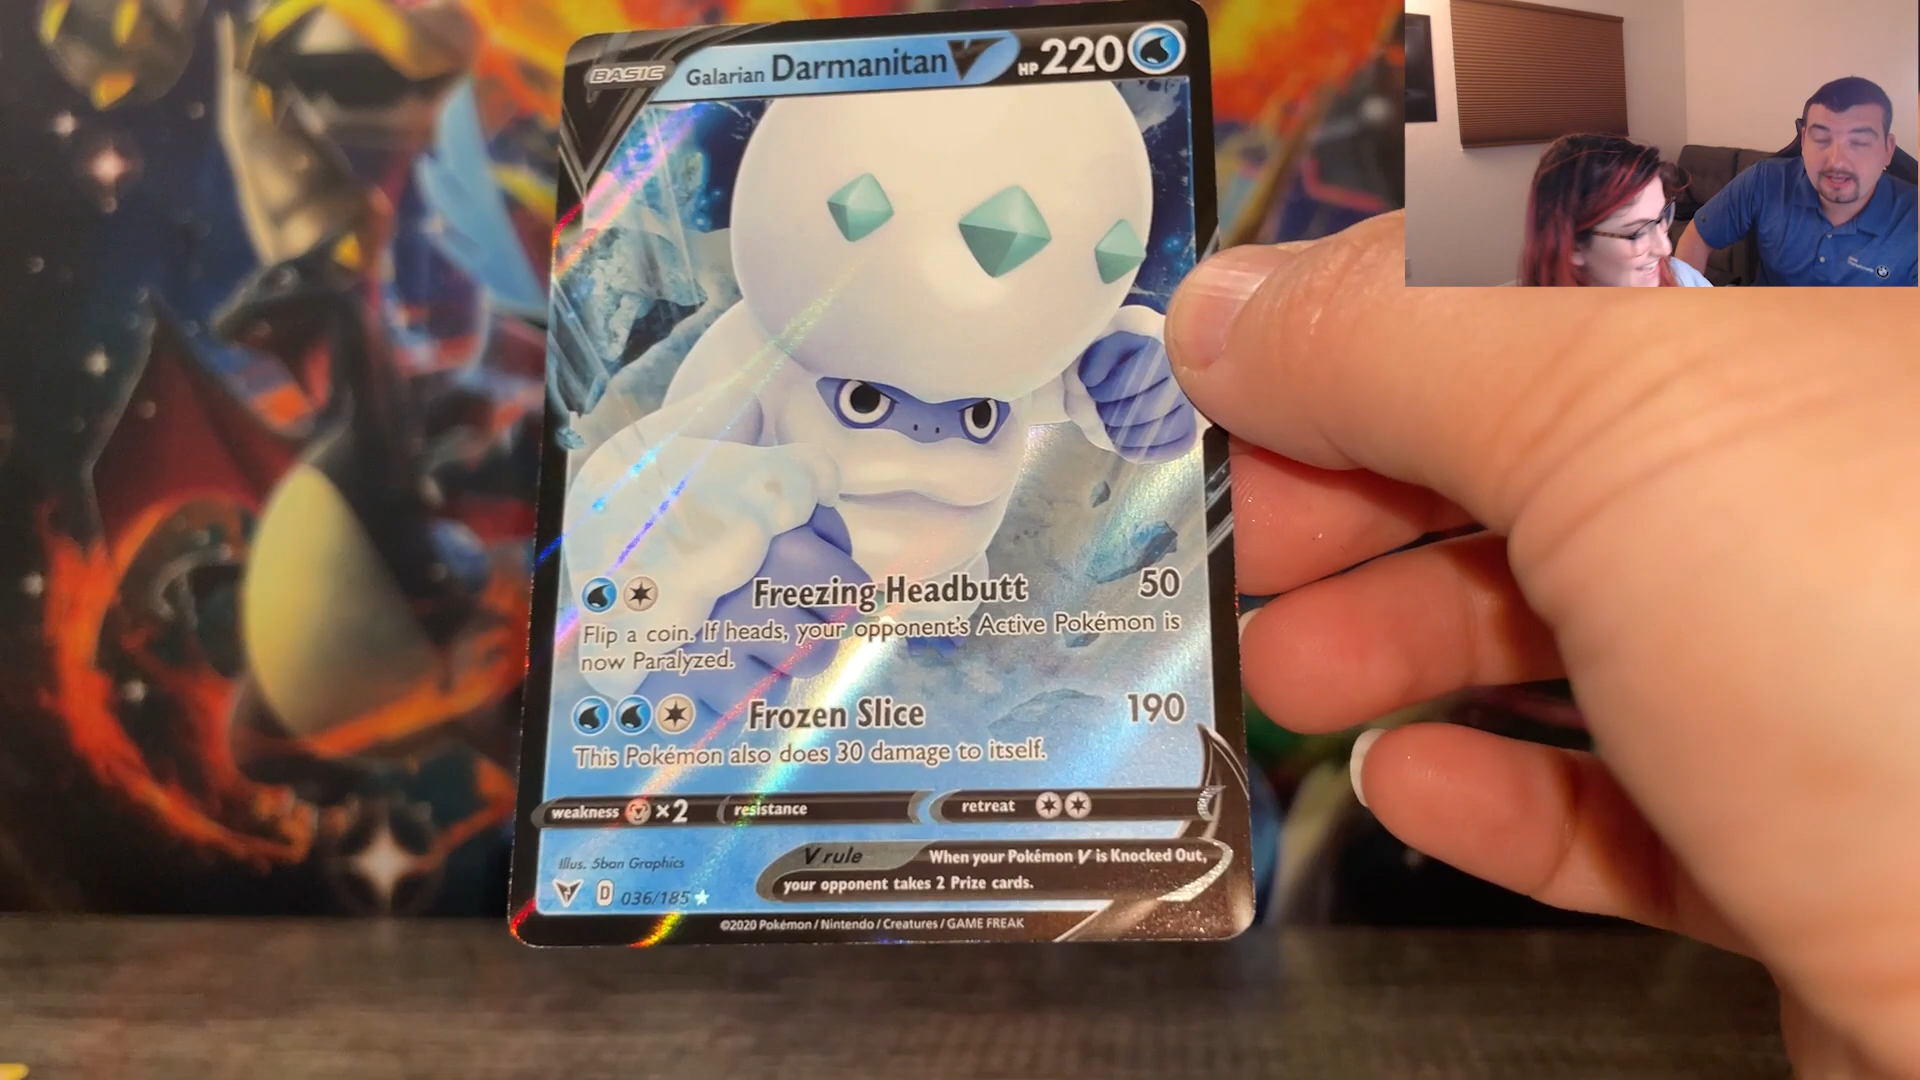 BASIC Galarian Darmanitan V HP 220
Freezing Headbutt 50
Flip a coin. If heads, your opponent's Active Pokémon is
now Paralyzed.
Frozen Slice 190
This Pokémon also does 30 damage to itself.
weakness ×2 resistance retreat
Illus. 5ban Graphics
V rule When your Pokémon V is Knocked Out,
your opponent takes 2 Prize cards.
D 036/185
©2020 Pokémon / Nintendo / Creatures / GAME FREAK